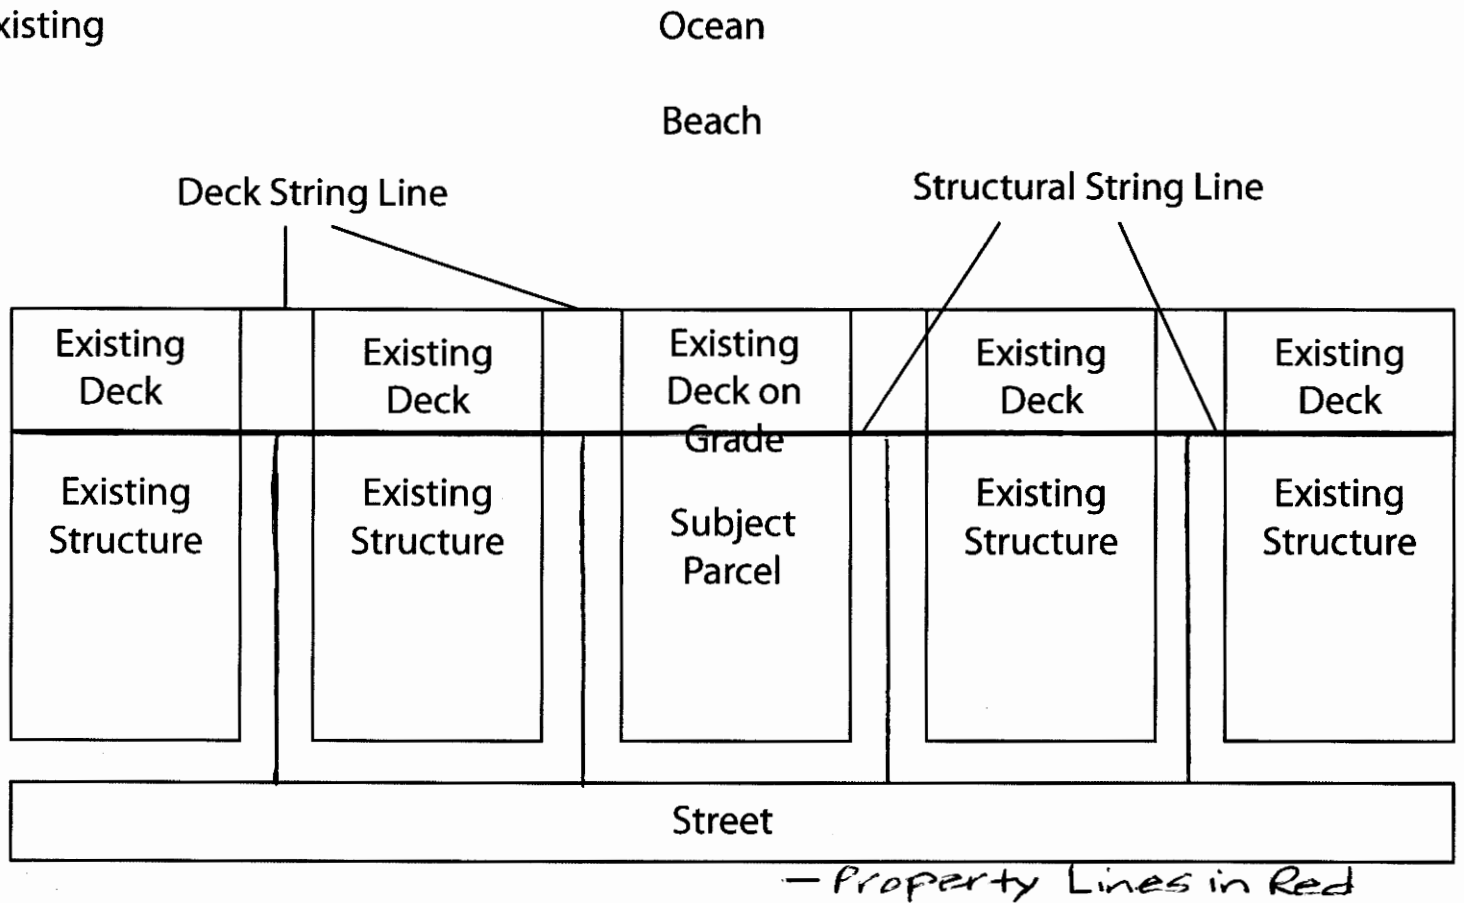 xisting
Ocean
Beach
Deck String Line
Structural String Line
Existing
Deck
Existing
Deck
Existing
Deck on
Grade
Existing
Deck
Existing
Deck
Existing
Structure
Existing
Structure
Subject
Parcel
Existing
Structure
Existing
Structure
Street
— Property Lines in Red